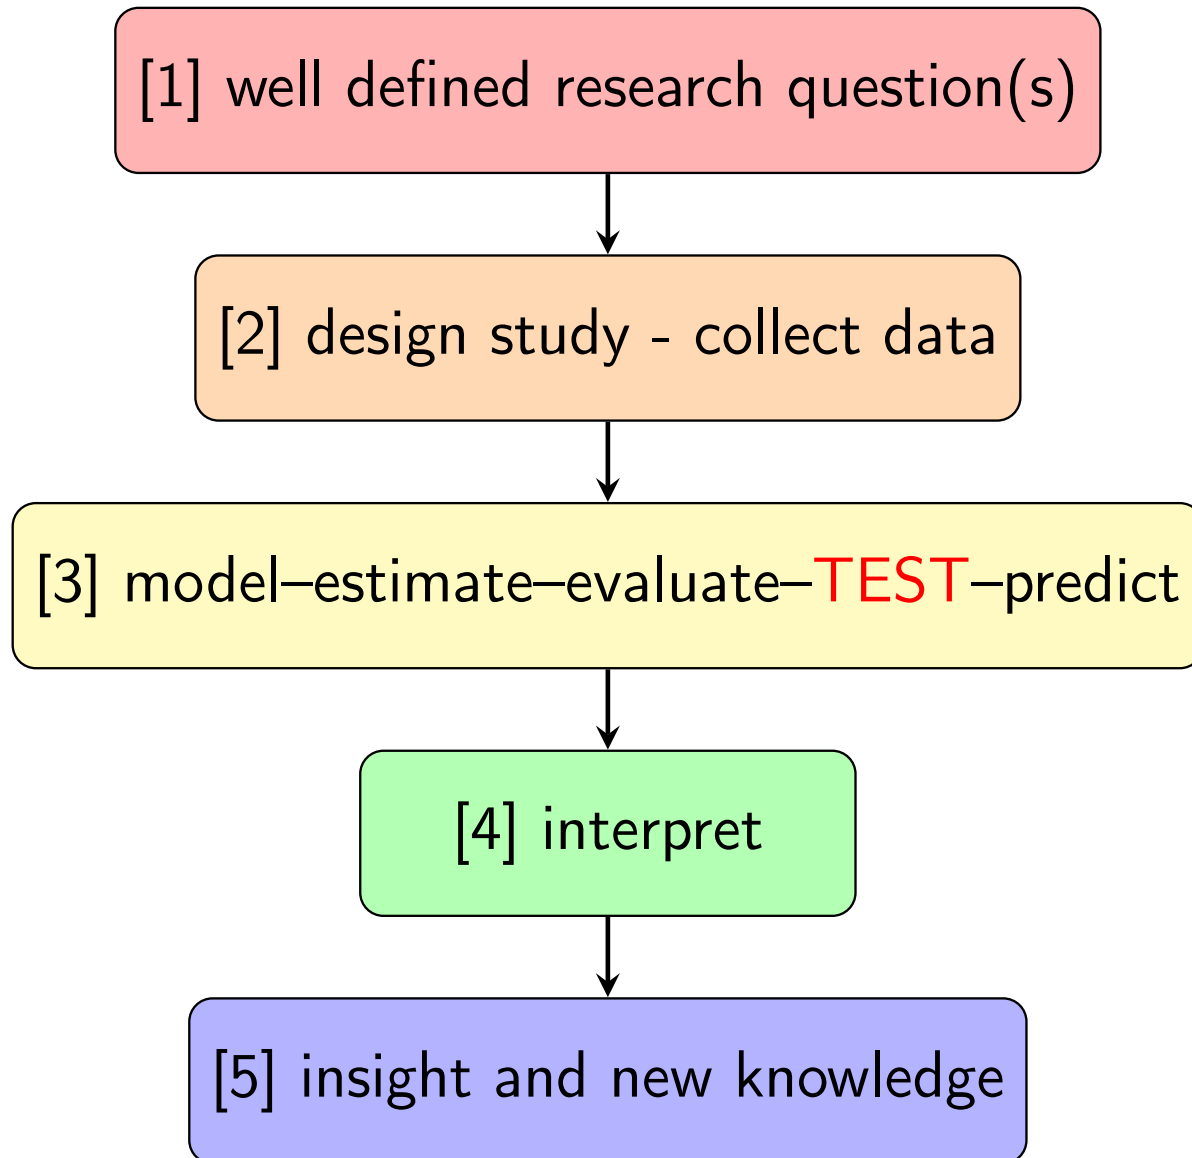 [1] well defined research question(s)
[2] design study - collect data
[3] model–estimate–evaluate–TEST–predict
[4] interpret
[5] insight and new knowledge